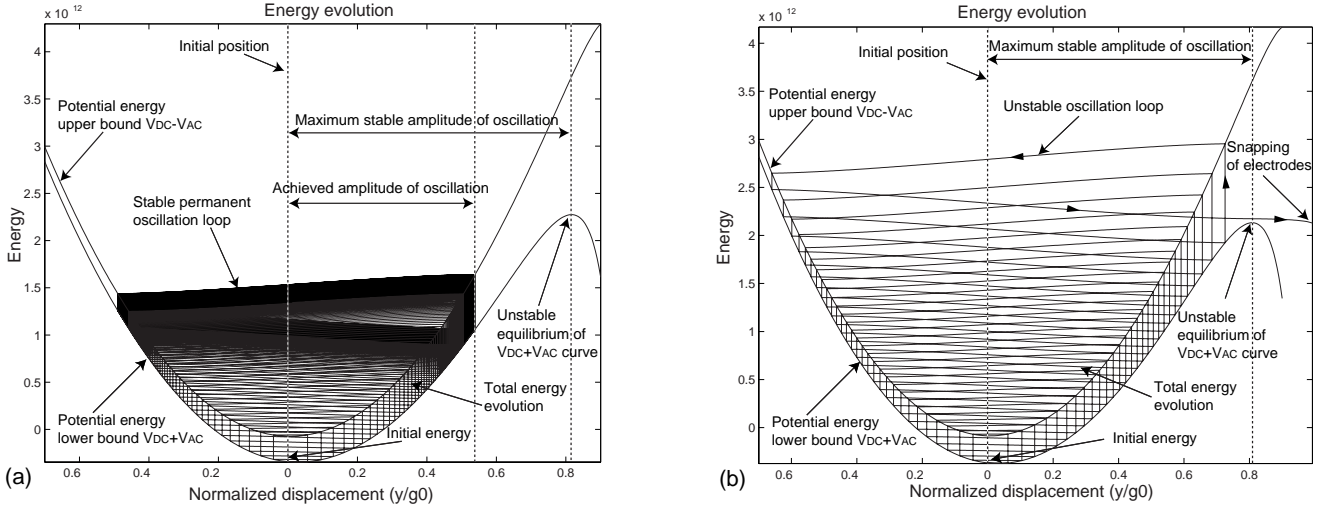 x 10 12
Energy evolution
4
3.5
3
2.5
2
1.5
1
0.5
0
Energy
Initial position
Potential energy
upper bound VDC-VAC
Maximum stable amplitude of oscillation
Achieved amplitude of oscillation
Stable permanent
oscillation loop
Unstable
equilibrium of
VDC+VAC curve
Total energy
evolution
Potential energy
lower bound VDC+VAC
Initial energy
0.6 0.4 0.2 0 0.2 0.4 0.6 0.8
Normalized displacement (y/g0)
(a)
x 10 12
Energy evolution
4
3.5
3
2.5
2
1.5
1
0.5
0
Energy
Initial position
Maximum stable amplitude of oscillation
Potential energy
upper bound VDC-VAC
Unstable oscillation loop
Snapping
of electrodes
Unstable
equilibrium of
VDC+VAC curve
Total energy
evolution
Potential energy
lower bound VDC+VAC
Initial energy
0.6 0.4 0.2 0 0.2 0.4 0.6 0.8
Normalized displacement (y/g0)
(b)